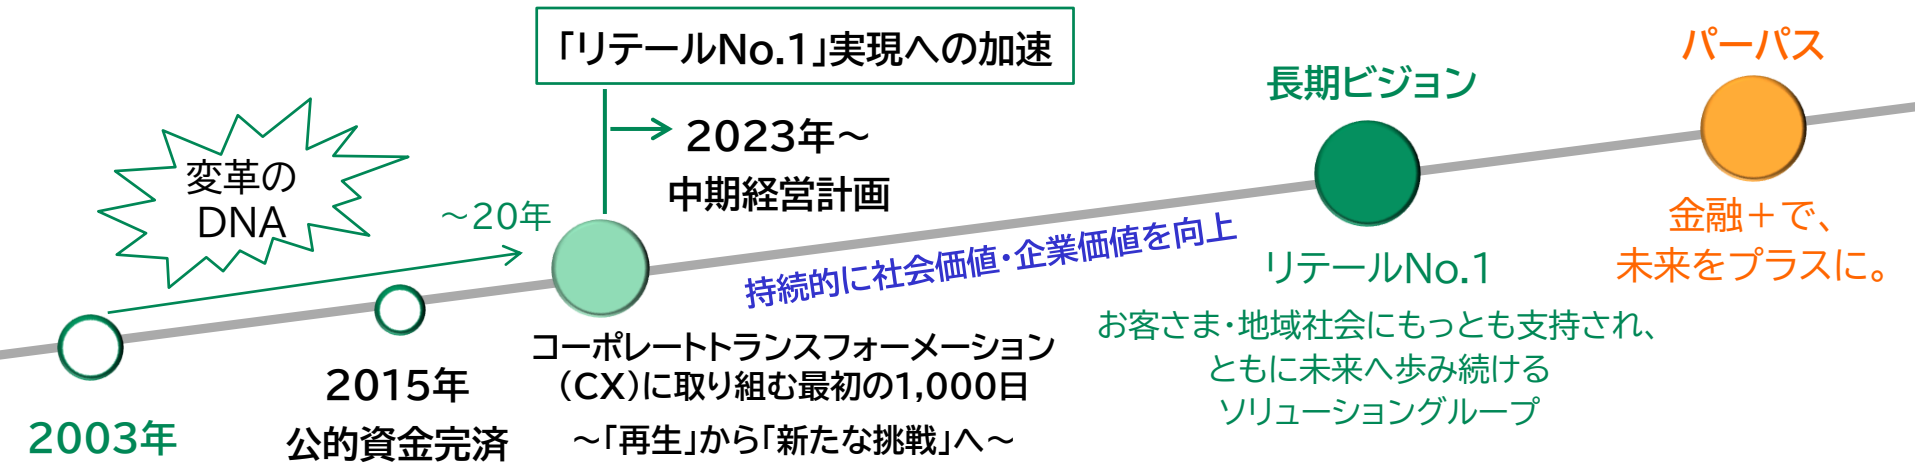 「リテールNo.1」実現への加速
変革の
DNA
～20年
2023年～
中期経営計画
持続的に社会価値・企業価値を向上
長期ビジョン
パーパス
リテールNo.1
お客さま・地域社会にもっとも支持され、
ともに未来へ歩み続ける
ソリューショングループ
金融＋で、
未来をプラスに。
2003年
2015年
公的資金完済
コーポレートトランスフォーメーション
（CX）に取り組む最初の1,000日
～「再生」から「新たな挑戦」へ～